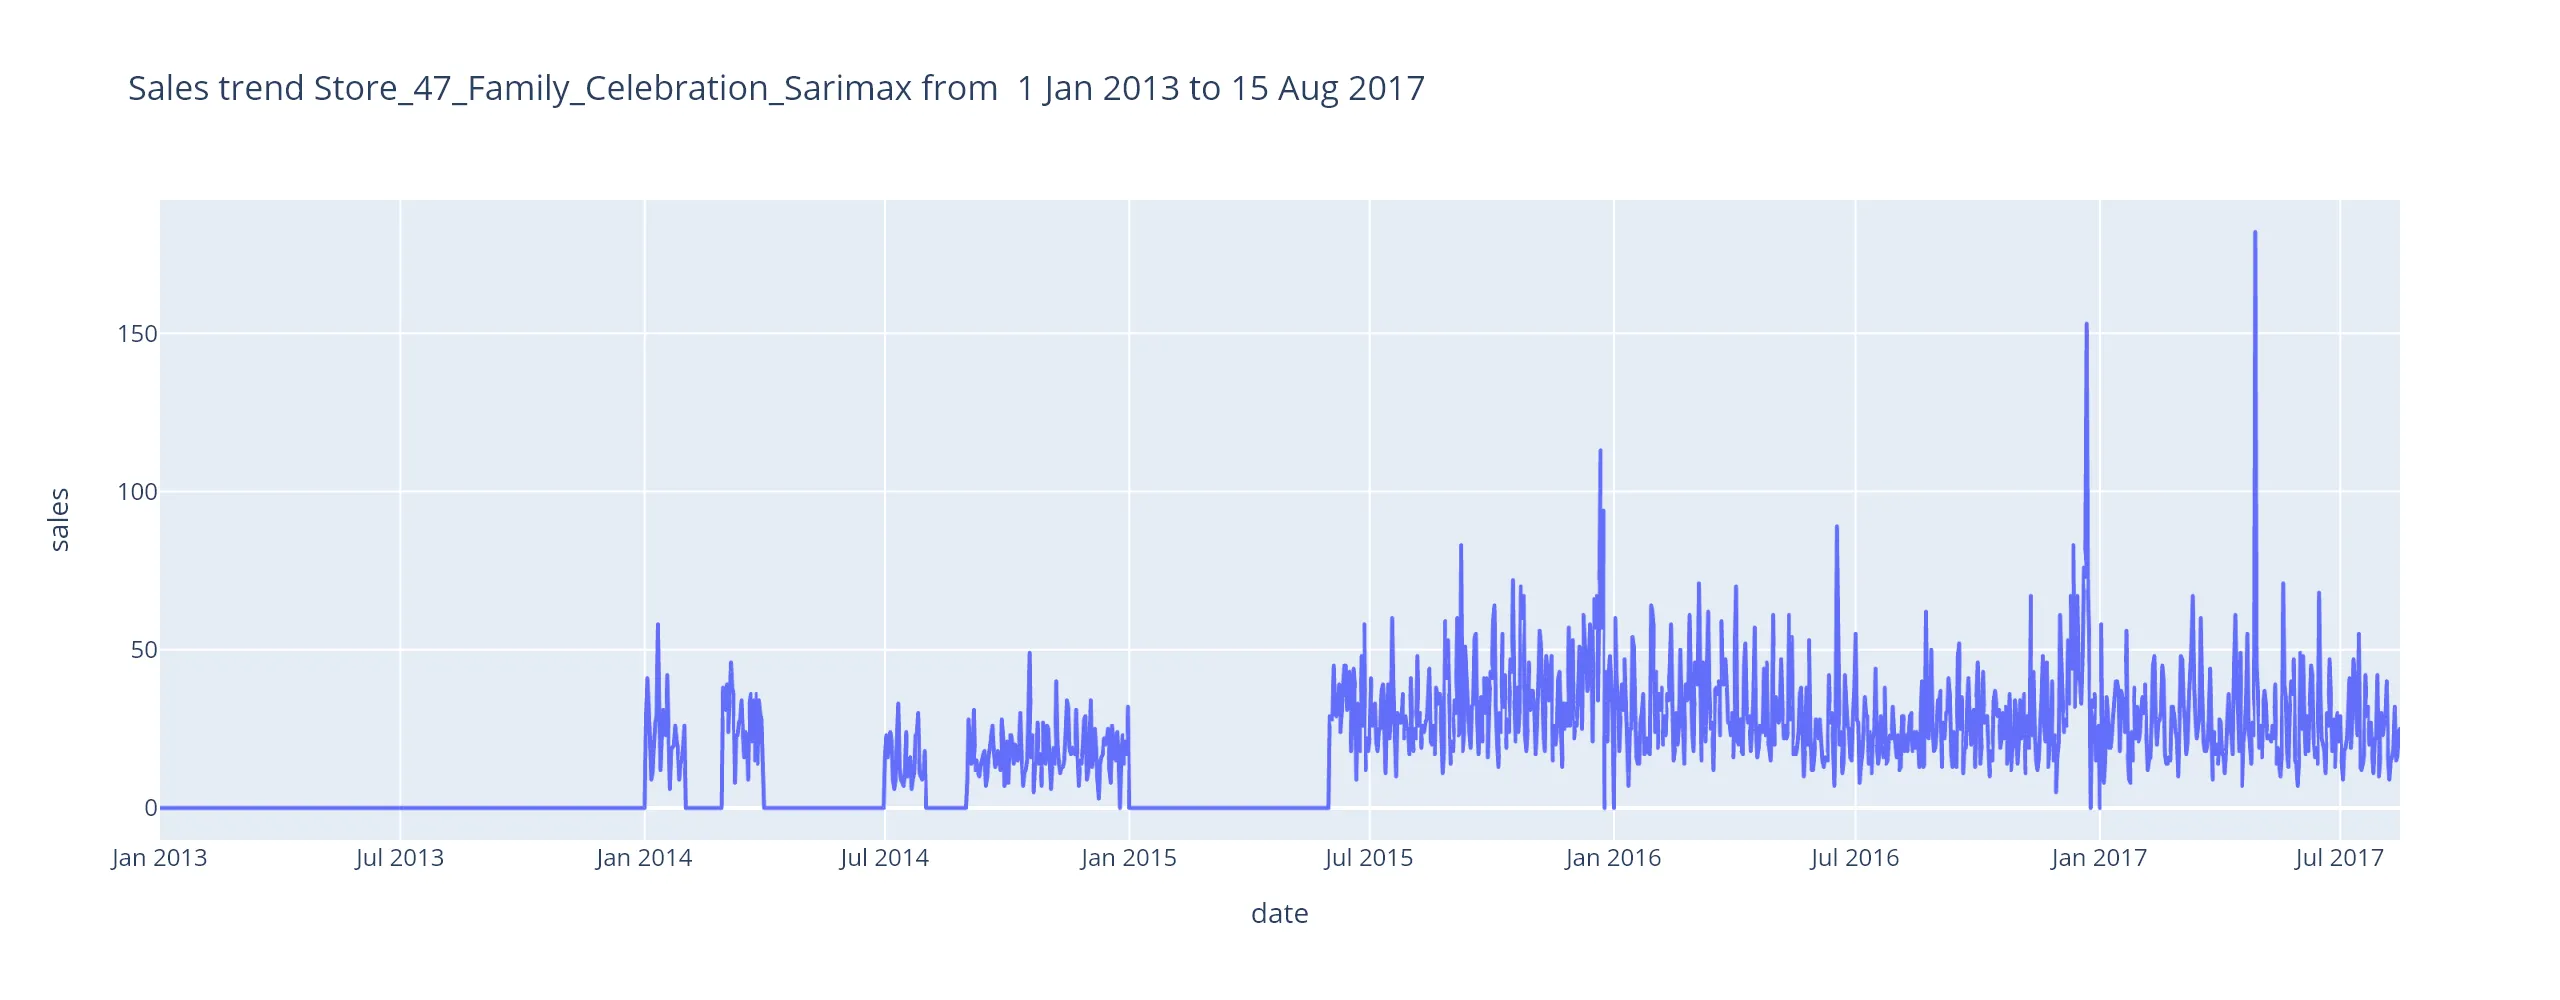 Sales trend Store_47_Family_Celebration_Sarimax from  1 Jan 2013 to 15 Aug 2017
sales
150
100
50
0
Jan 2013 Jul 2013 Jan 2014 Jul 2014 Jan 2015 Jul 2015 Jan 2016 Jul 2016 Jan 2017 Jul 2017
date